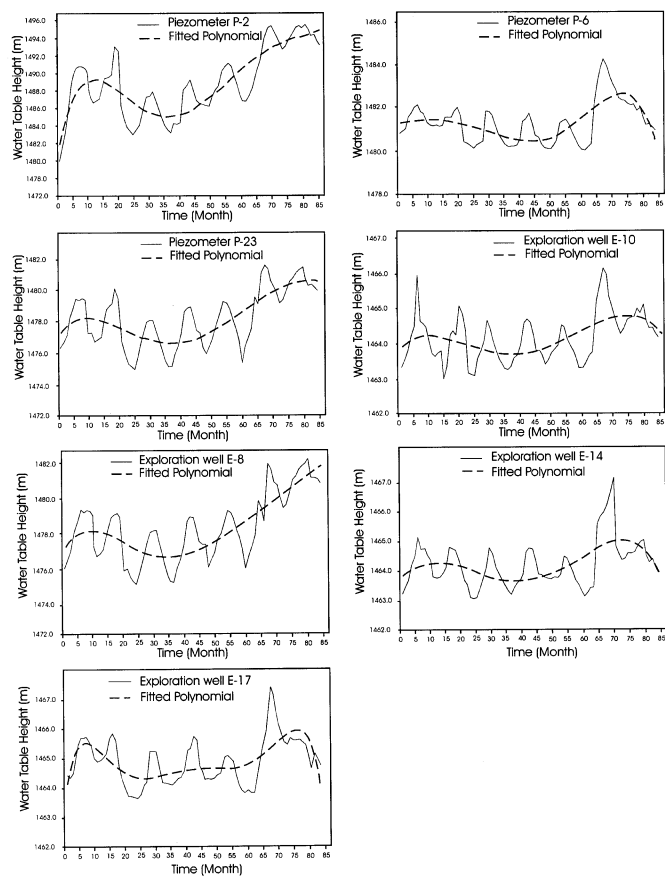 Piezometer P-2
Fitted Polynomial
Water Table Height (m)
1496.0
1494.0
1492.0
1490.0
1488.0
1486.0
1484.0
1482.0
1480.0
1472.0
0 5 10 15 20 25 30 35 40 45 50 55 60 65 70 75 80 85
Time (Month)
Piezometer P-6
Fitted Polynomial
Water Table Height (m)
1486.0
1484.0
1482.0
1480.0
1478.0
0 5 10 15 20 25 30 35 40 45 50 55 60 65 70 75 80 85
Time (Month)
Piezometer P-23
Fitted Polynomial
Water Table Height (m)
1482.0
1480.0
1478.0
1476.0
1474.0
1472.0
0 5 10 15 20 25 30 35 40 45 50 55 60 65 70 75 80 85
Time (Month)
Exploration well E-10
Fitted Polynomial
Water Table Height (m)
1467.0
1466.0
1465.0
1464.0
1463.0
1462.0
0 5 10 15 20 25 30 35 40 45 50 55 60 65 70 75 80 85
Time (Month)
Exploration well E-8
Fitted Polynomial
Water Table Height (m)
1482.0
1480.0
1478.0
1476.0
1474.0
1472.0
0 5 10 15 20 25 30 35 40 45 50 55 60 65 70 75 80 85
Time (Month)
Exploration well E-14
Fitted Polynomial
Water Table Height (m)
1467.0
1466.0
1465.0
1464.0
1463.0
1462.0
0 5 10 15 20 25 30 35 40 45 50 55 60 65 70 75 80 85
Time (Month)
Exploration well E-17
Fitted Polynomial
Water Table Height (m)
1467.0
1466.0
1465.0
1464.0
1463.0
1462.0
0 5 10 15 20 25 30 35 40 45 50 55 60 65 70 75 80 85
Time (Month)